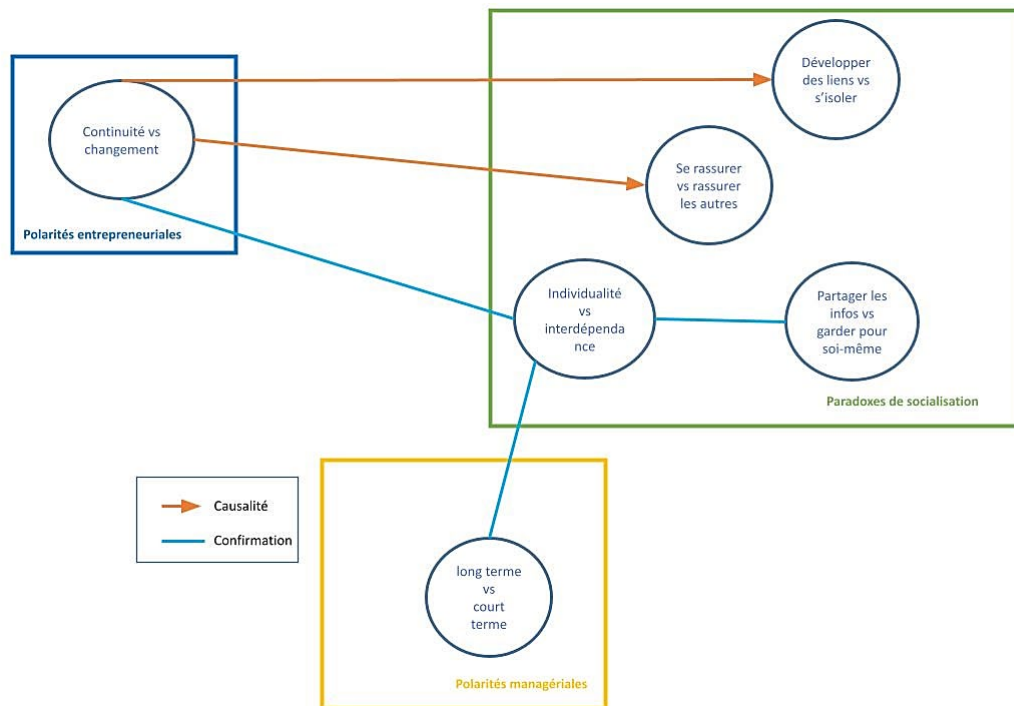 Continuité vs
changement
Polarités entrepreneuriales
Développer
des liens vs
s'isoler
Se rassurer
vs rassurer
les autres
Individualité
vs
interdépenda
nce
Partager les
infos vs
garder pour
soi-même
Paradoxes de socialisation
Causalité
Confirmation
long terme
vs
court
terme
Polarités managériales